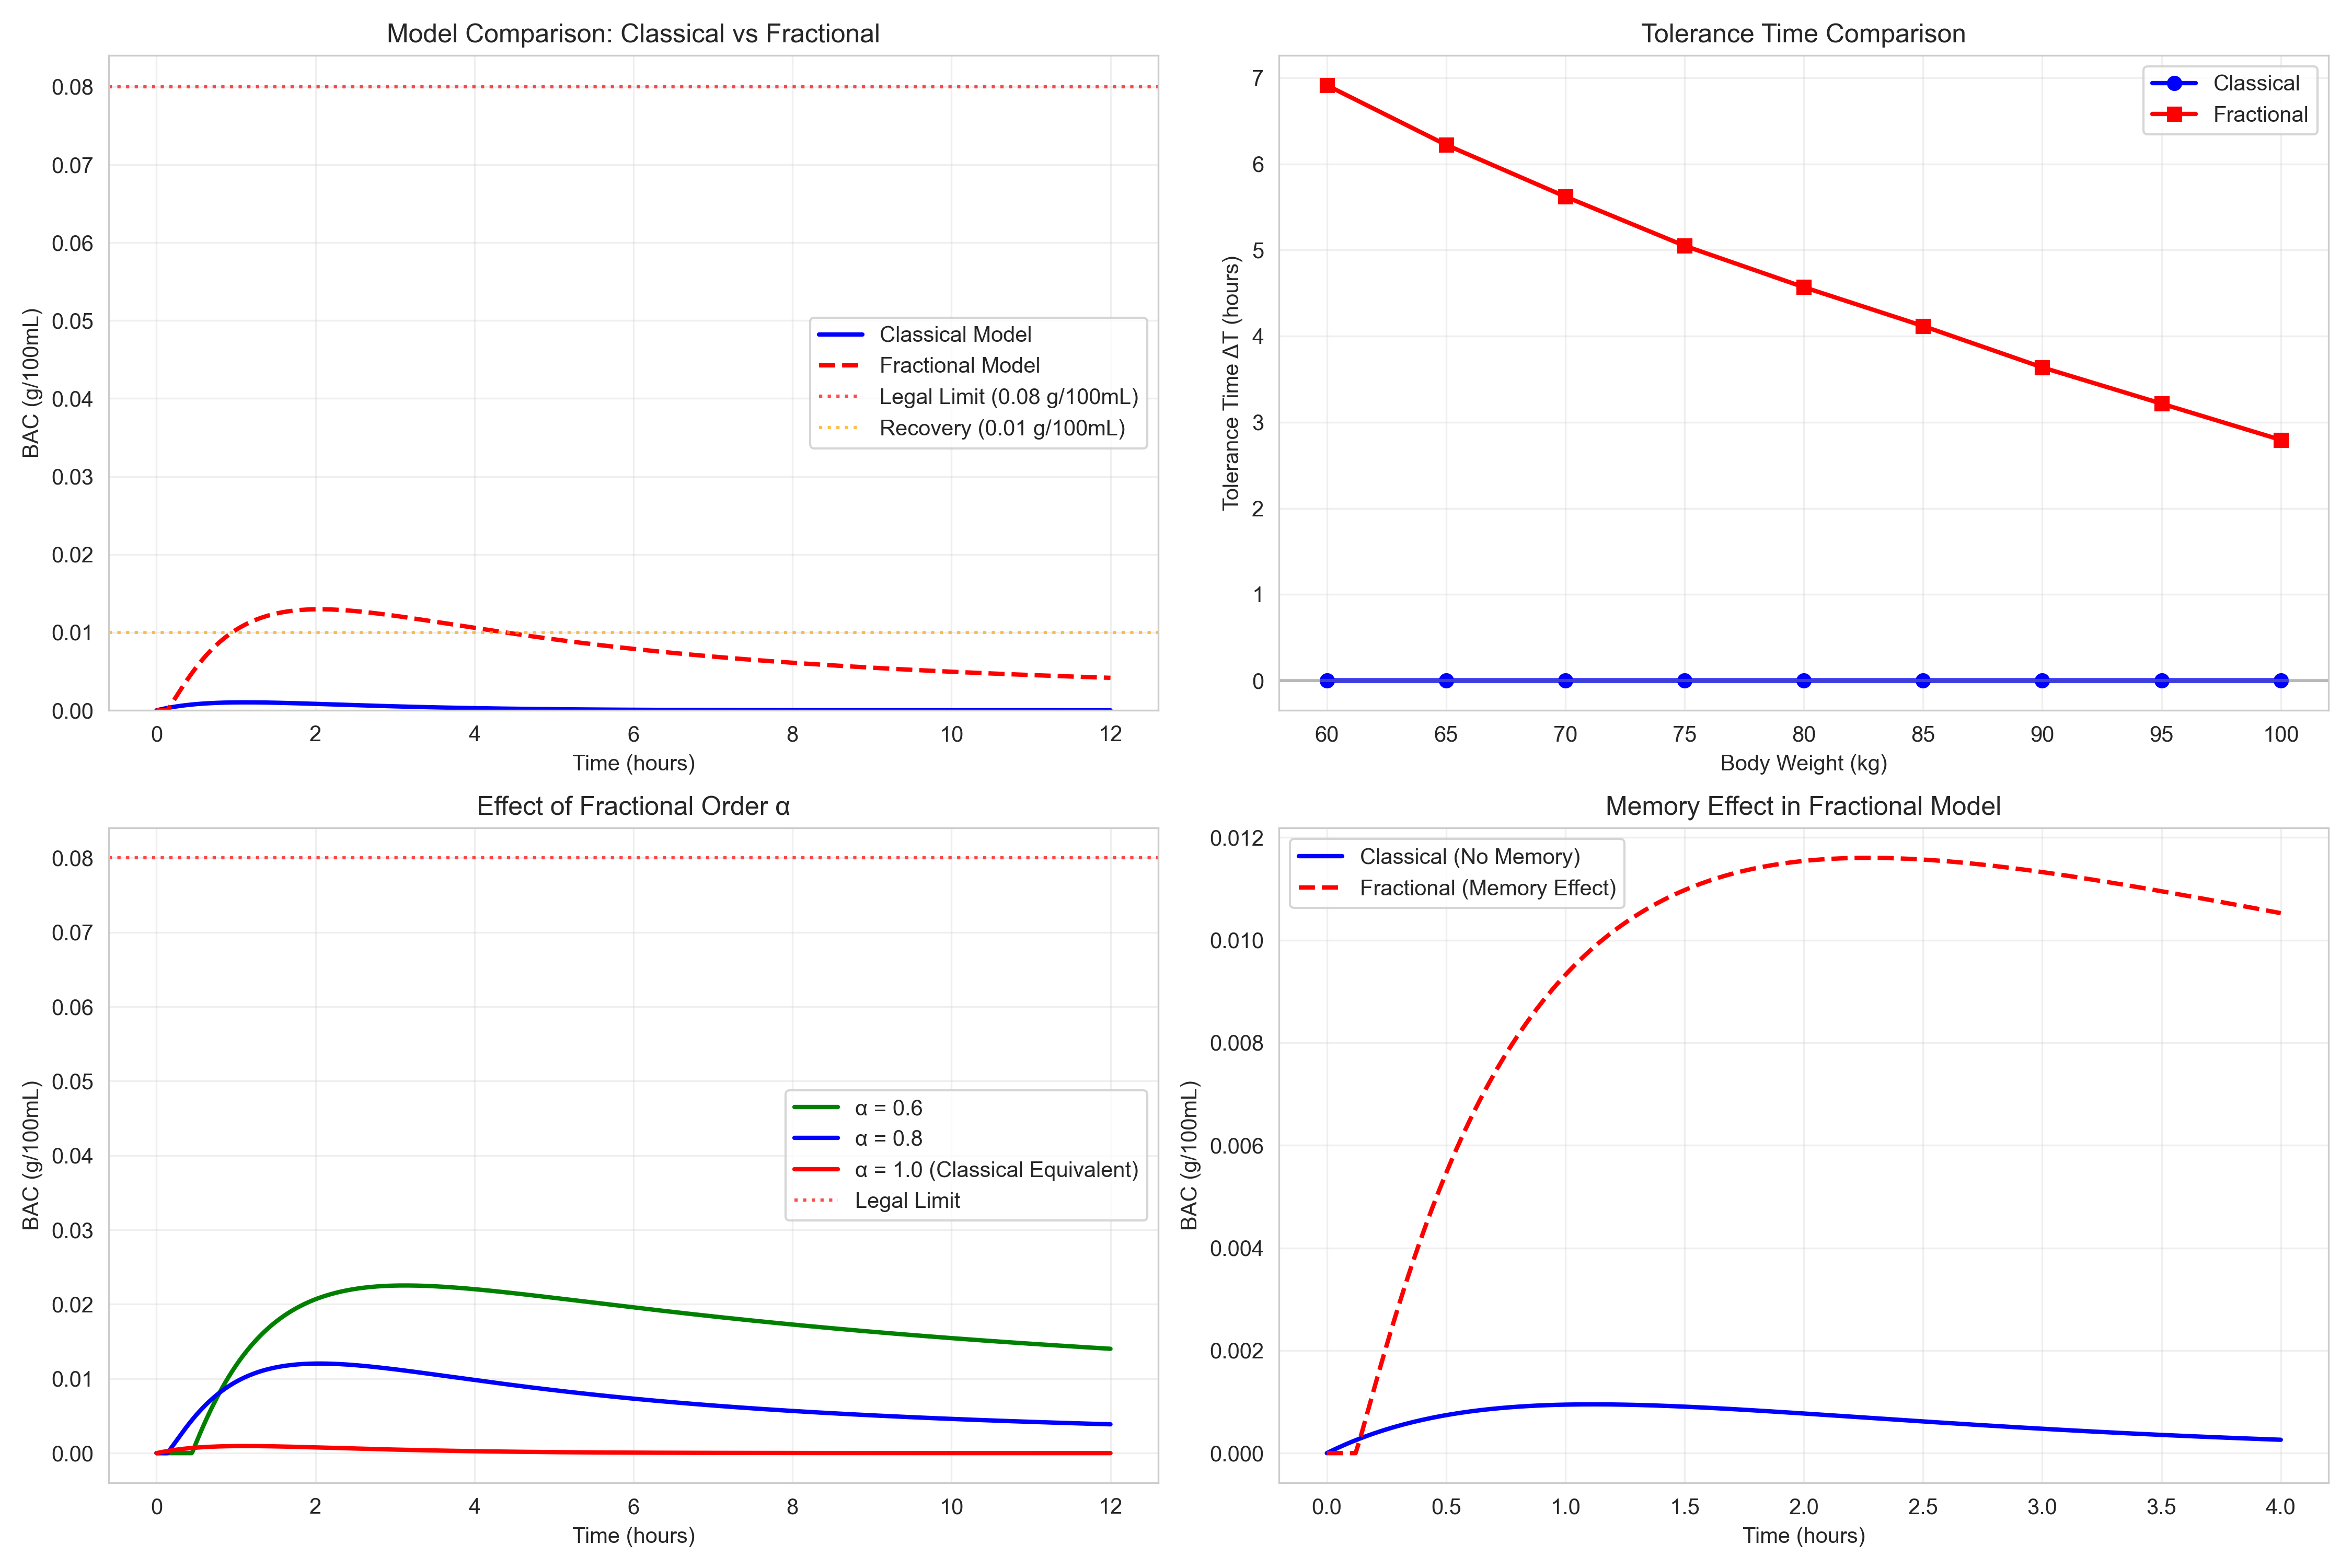 Model Comparison: Classical vs Fractional
BAC (g/100mL)
0.08
0.07
0.06
0.05
0.04
0.03
0.02
0.01
0.00
Classical Model
Fractional Model
Legal Limit (0.08 g/100mL)
Recovery (0.01 g/100mL)
0 2 4 6 8 10 12
Time (hours)
Tolerance Time Comparison
Tolerance Time ΔT (hours)
7
6
5
4
3
2
1
0
Classical
Fractional
60 65 70 75 80 85 90 95 100
Body Weight (kg)
Effect of Fractional Order α
BAC (g/100mL)
0.08
0.07
0.06
0.05
0.04
0.03
0.02
0.01
0.00
α = 0.6
α = 0.8
α = 1.0 (Classical Equivalent)
Legal Limit
0 2 4 6 8 10 12
Time (hours)
Memory Effect in Fractional Model
BAC (g/100mL)
0.012
0.010
0.008
0.006
0.004
0.002
0.000
Classical (No Memory)
Fractional (Memory Effect)
0.0 0.5 1.0 1.5 2.0 2.5 3.0 3.5 4.0
Time (hours)